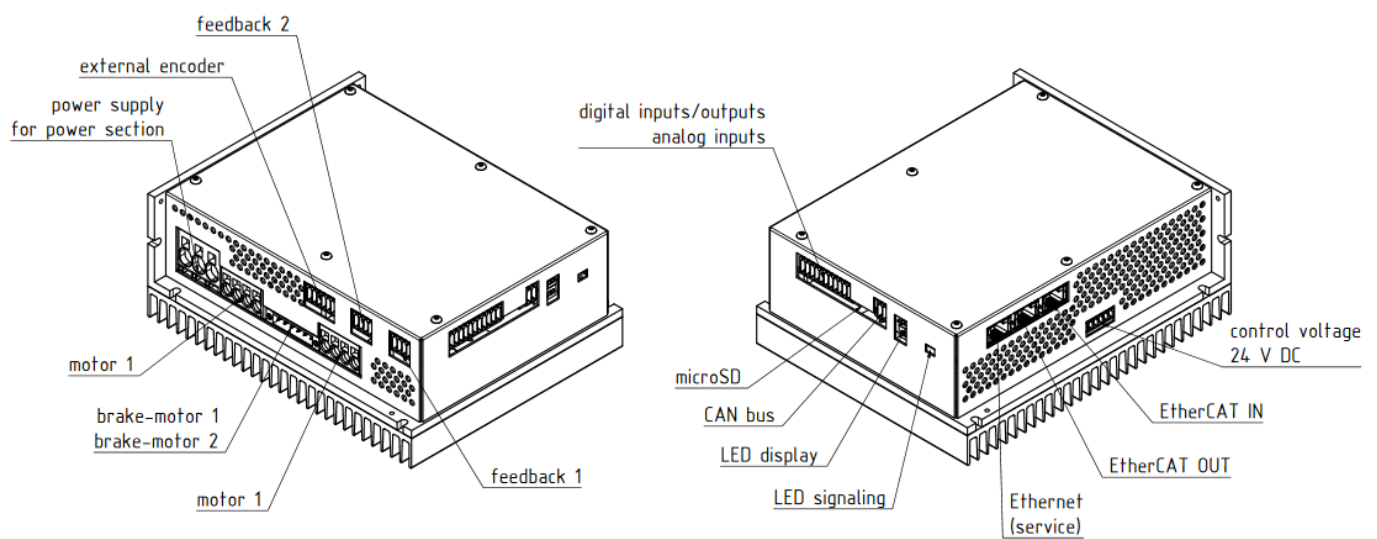 feedback 2
external encoder
power supply
for power section
motor 1
brake-motor 1
brake-motor 2
motor 1
feedback 1
digital inputs/outputs
analog inputs
microSD
CAN bus
LED display
LED signaling
control voltage
24 V DC
EtherCAT IN
EtherCAT OUT
Ethernet
(service)